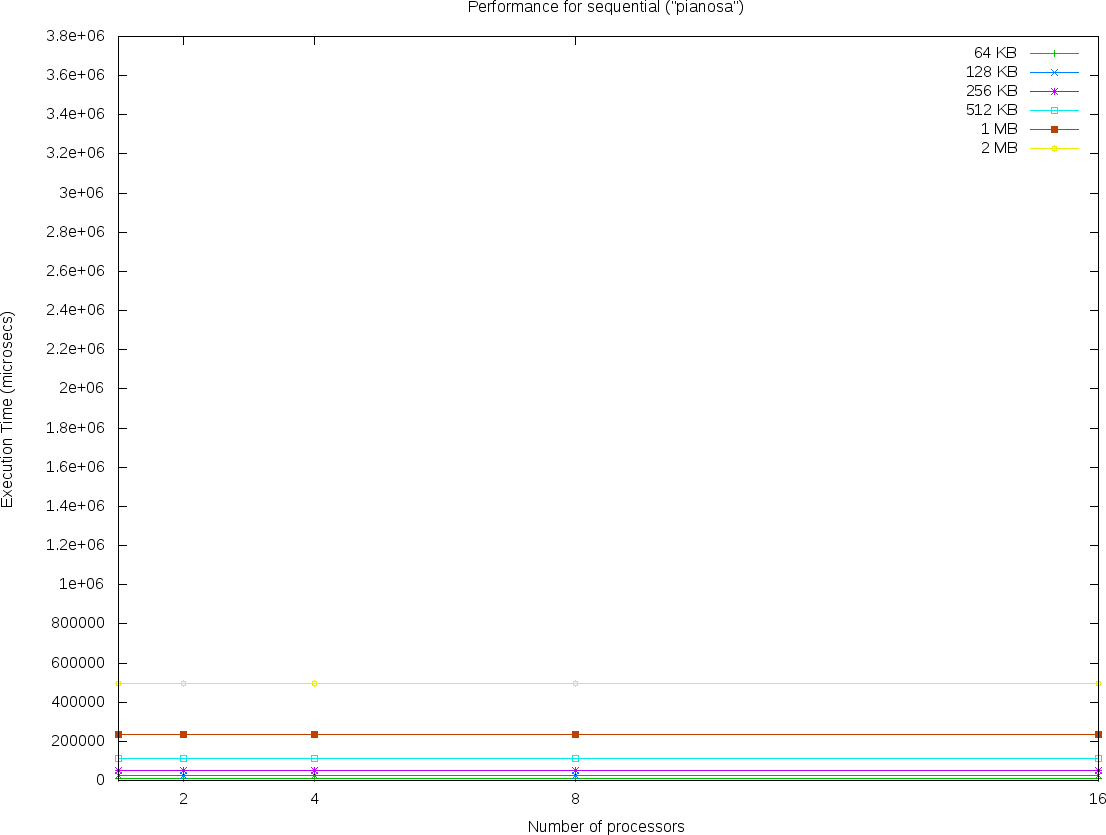 Performance for sequential ("pianosa")
3.8e+06
3.6e+06
3.4e+06
3.2e+06
3e+06
2.8e+06
2.6e+06
2.4e+06
2.2e+06
2e+06
1.8e+06
1.6e+06
1.4e+06
1.2e+06
1e+06
800000
600000
400000
200000
0
Execution Time (microsecs)
64 KB
128 KB
256 KB
512 KB
1 MB
2 MB
2 4 8 16
Number of processors